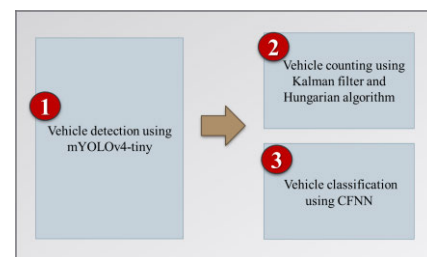 1
Vehicle detection using
mYOLOv4-tiny
2
Vehicle counting using
Kalman filter and
Hungarian algorithm
3
Vehicle classification
using CFNN